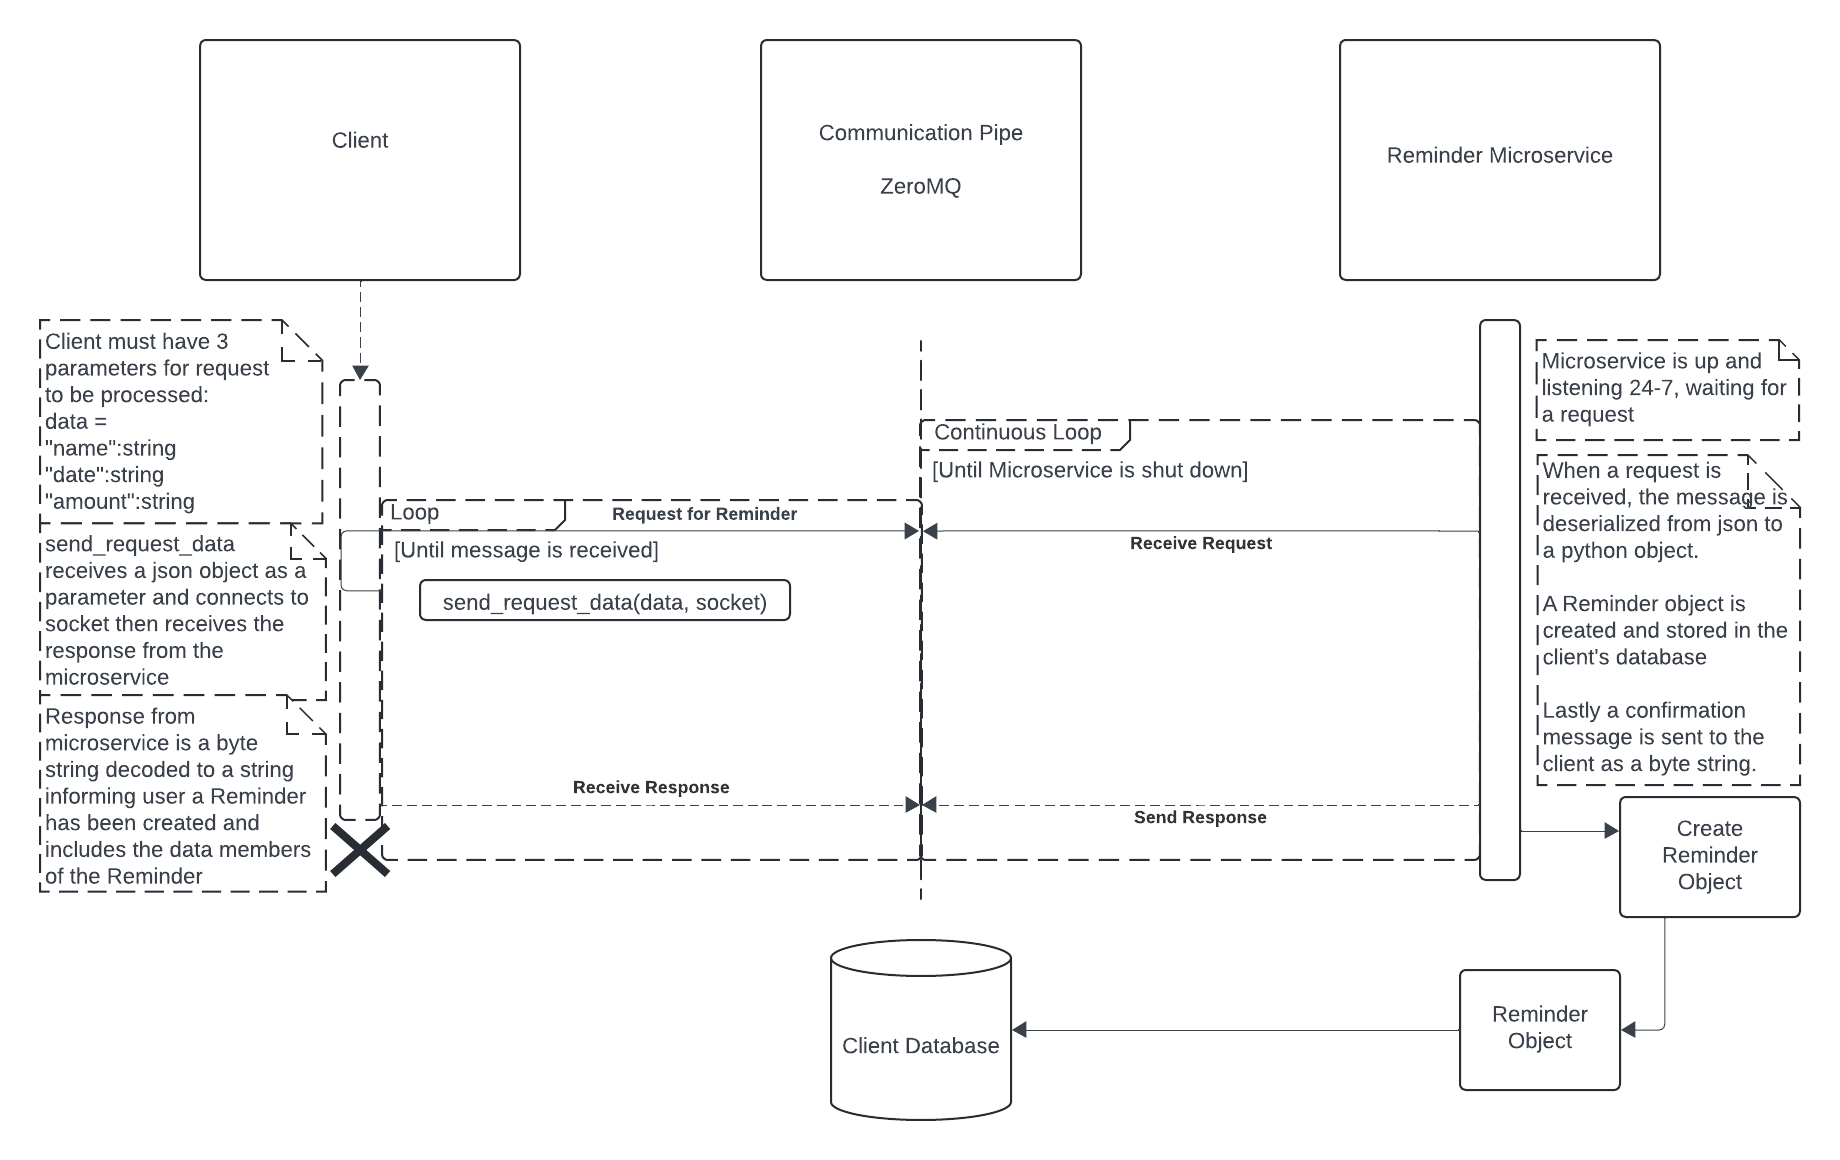 Client
Communication Pipe
ZeroMQ
Reminder Microservice
Client must have 3
parameters for request
to be processed:
data =
"name":string
"date":string
"amount":string
send_request_data
receives a json object as a
parameter and connects to
socket then receives the
response from the
microservice
Response from
microservice is a byte
string decoded to a string
informing user a Reminder
has been created and
includes the data members
of the Reminder
Loop
Request for Reminder
[Until message is received]
send_request_data(data, socket)
Receive Response
Continuous Loop
[Until Microservice is shut down]
Receive Request
Send Response
Microservice is up and
listening 24-7, waiting for
a request
When a request is
received, the message is
deserialized from json to
a python object.
A Reminder object is
created and stored in the
client's database
Lastly a confirmation
message is sent to the
client as a byte string.
Create
Reminder
Object
Reminder
Object
Client Database